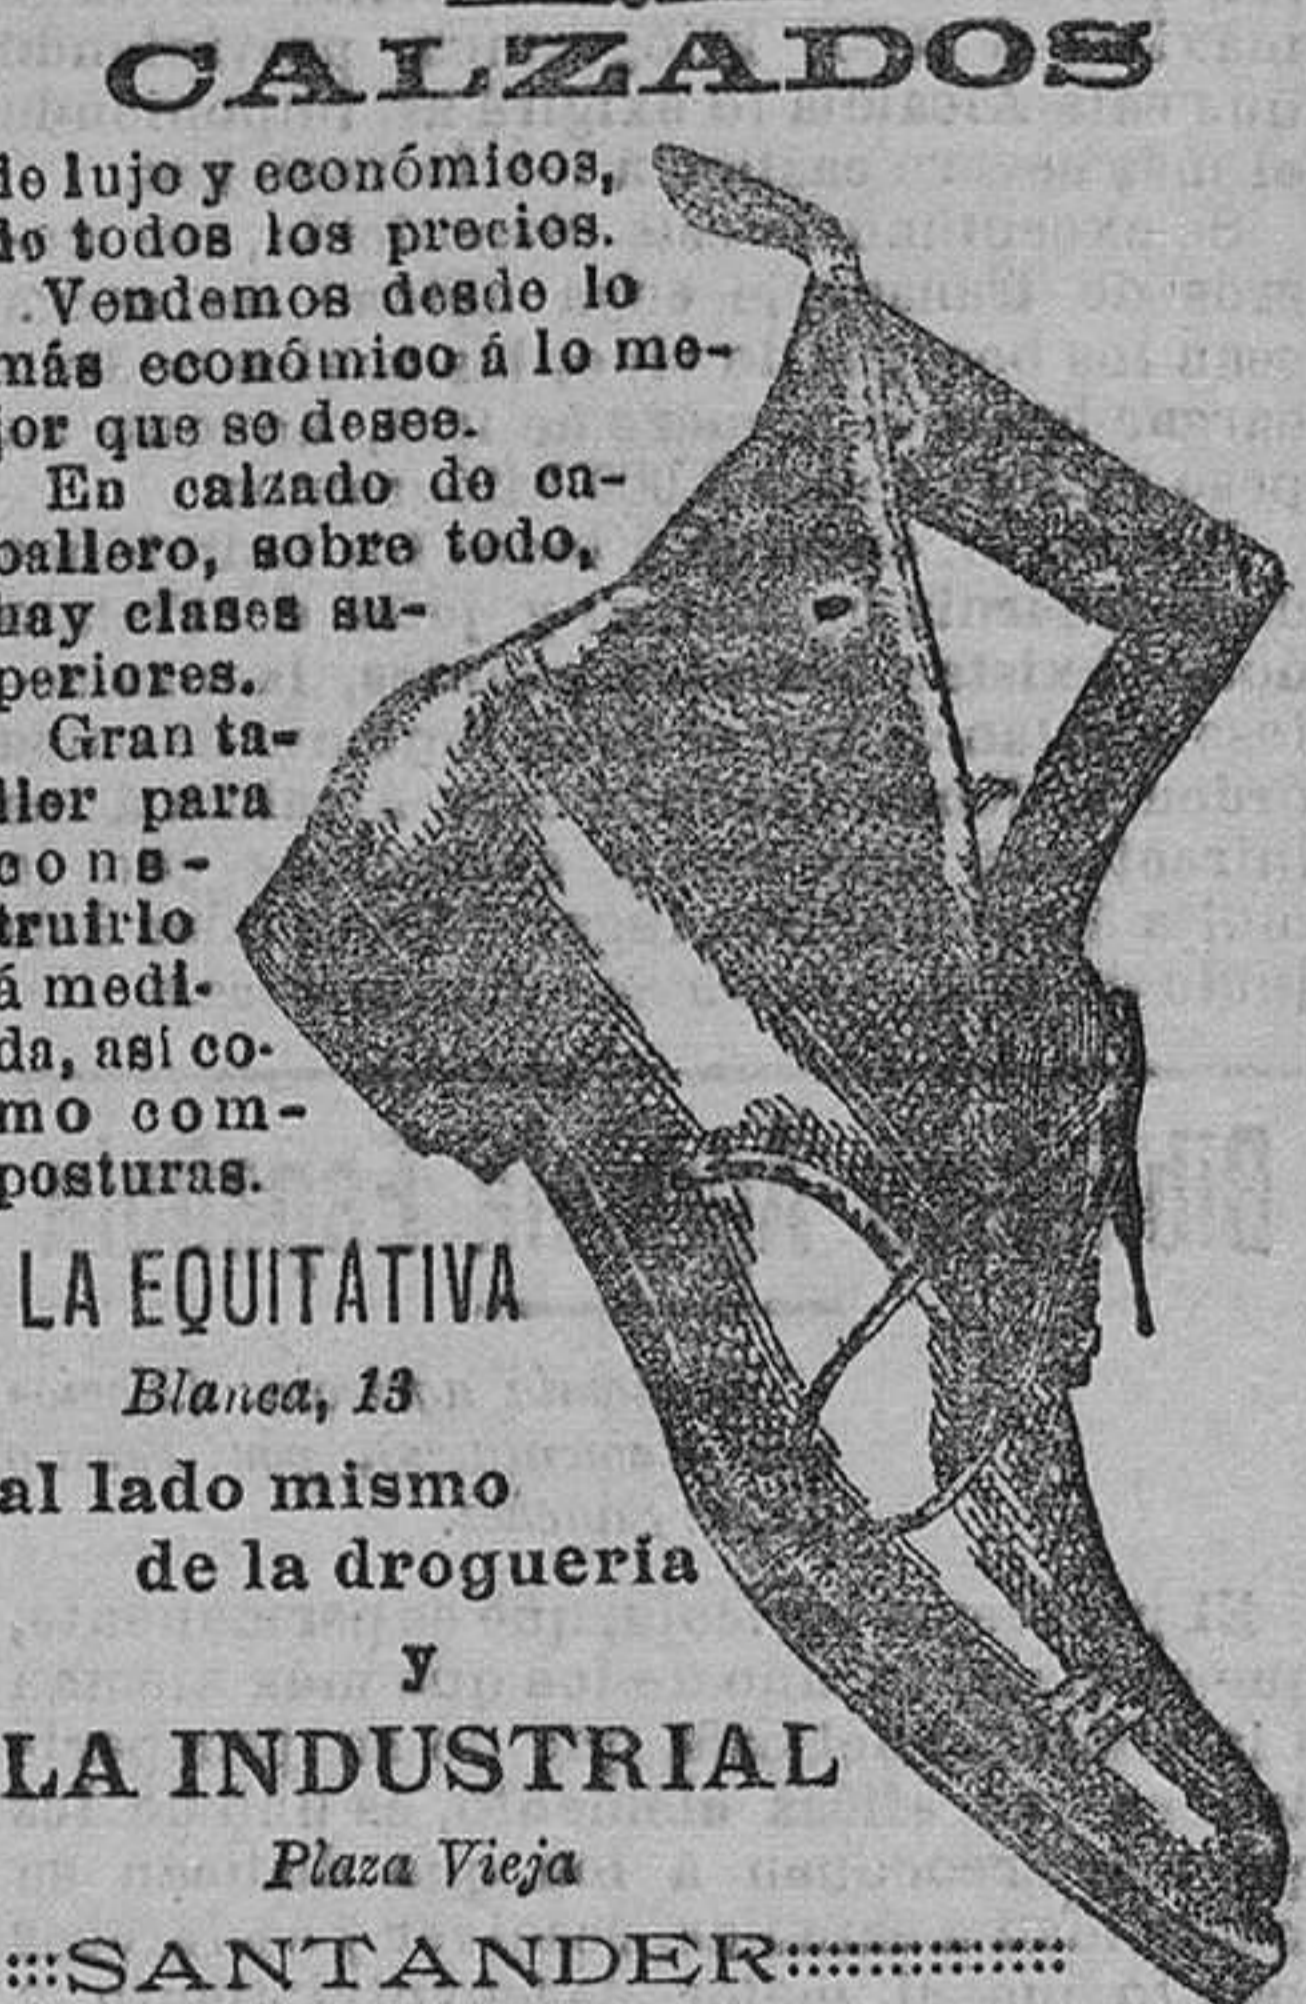 CALZADOS
de lujo y económicos,
de todos los precios.
Vendemos desde lo
más económico á lo me-
jor que se desee.
En calzado de ca-
ballero, sobre todo,
hay clases su-
periores.
Gran ta-
ller para
cons-
truirlo
á medi-
da, así co-
mo com-
posturas.
LA EQUITATIVA
Blanca, 13
al lado mismo
de la droguería
y
LA INDUSTRIAL
Plaza Vieja
SANTANDER